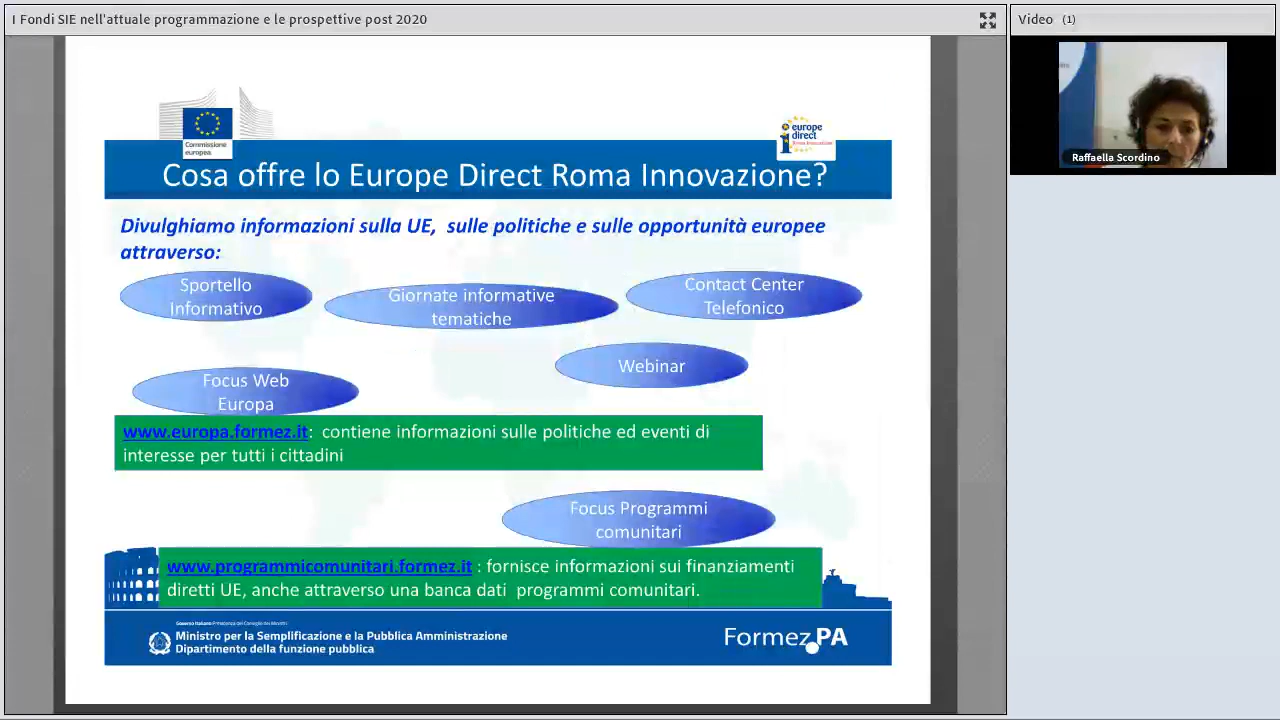 I Fondi SIE nell'attuale programmazione e le prospettive post 2020
Video (1)
Raffaella Scordino
Commissione
europea
europe
direct
Roma Innovazione
Cosa offre lo Europe Direct Roma Innovazione?
Divulghiamo informazioni sulla UE, sulle politiche e sulle opportunità europee
attraverso:
Sportello
Informativo
Giornate informative
tematiche
Contact Center
Telefonico
Webinar
Focus Web
Europa
www.europa.formez.it: contiene informazioni sulle politiche ed eventi di
interesse per tutti i cittadini
Focus Programmi
comunitari
www.programmicomunitari.formez.it : fornisce informazioni sui finanziamenti
diretti UE, anche attraverso una banca dati programmi comunitari.
Governo Italiano Presidenza del Consiglio dei Ministri
Ministro per la Semplificazione e la Pubblica Amministrazione
Dipartimento della funzione pubblica
Formez.PA